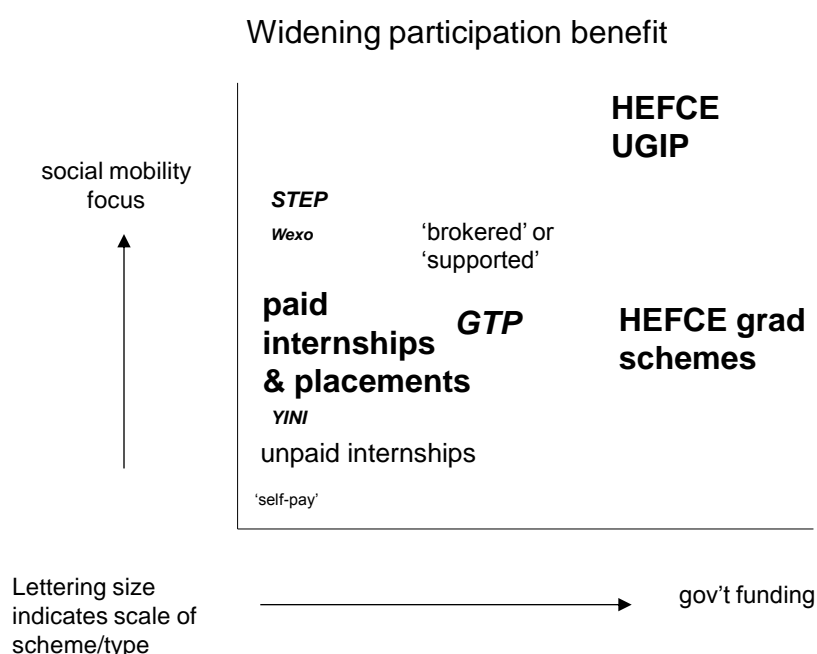 Widening participation benefit
HEFCE
UGIP
social mobility
focus
STEP
Wexo
‘brokered’ or
‘supported’
paid
internships
& placements
GTP
HEFCE grad
schemes
YINI
unpaid internships
‘self-pay’
Lettering size
indicates scale of
scheme/type
gov’t funding